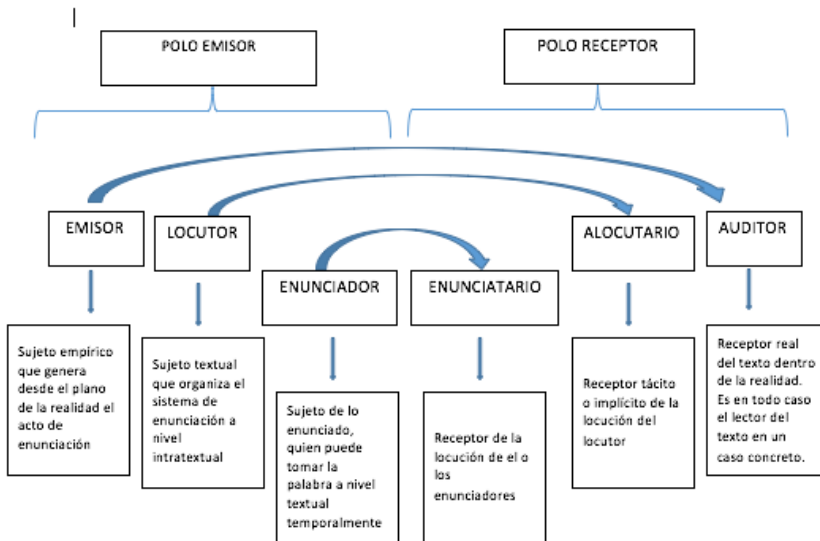 POLO EMISOR
POLO RECEPTOR
EMISOR
LOCUTOR
ENUNCIADOR
ENUNCIATARIO
ALOCUTARIO
AUDITOR
Sujeto empírico
que genera
desde el plano
de la realidad el
acto de
enunciación
Sujeto textual
que organiza el
sistema de
enunciación a
nivel
intratextual
Sujeto de lo
enunciado,
quien puede
tomar la
palabra a nivel
textual
temporalmente
Receptor de la
locución de el o
los
enunciadores
Receptor tácito
o implícito de la
locución del
locutor
Receptor real
del texto dentro
de la realidad.
Es en todo caso
el lector del
texto en un
caso concreto.